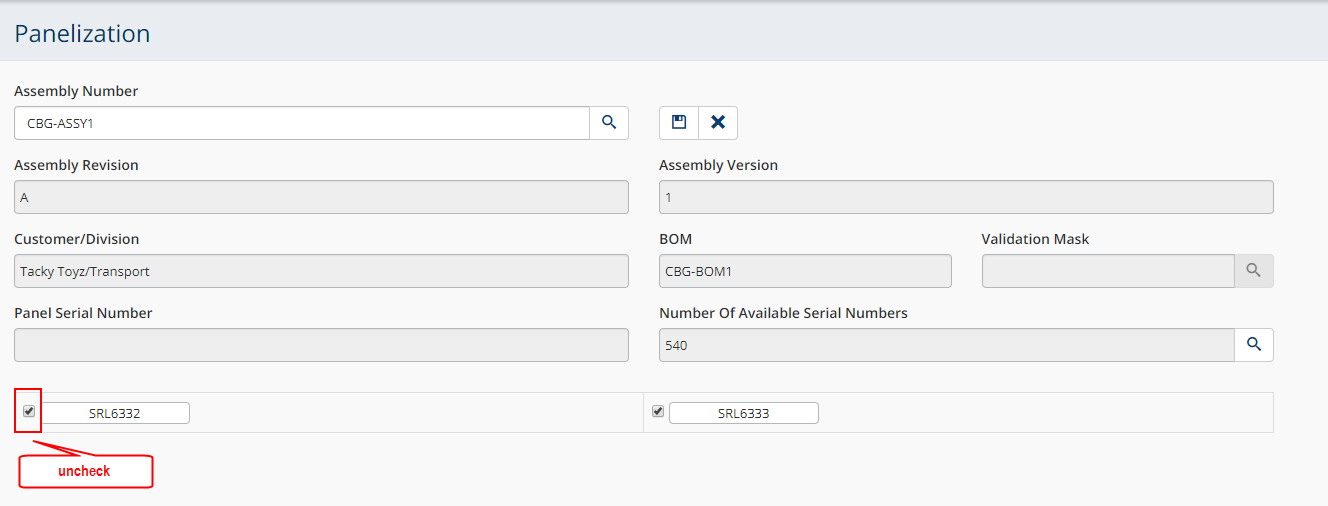 Panelization
Assembly Number
CBG-ASSY1
Assembly Revision
Assembly Version
A
1
Customer/Division
BOM
Validation Mask
Tacky Toyz/Transport
CBG-BOM1
Panel Serial Number
Number Of Available Serial Numbers
540
SRL6332
SRL6333
uncheck